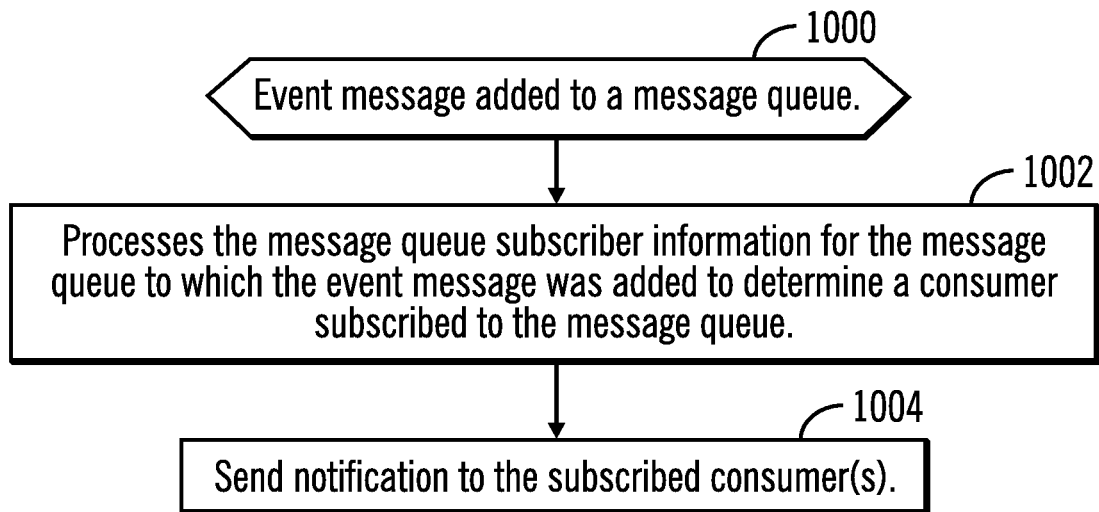 1000
Event message added to a message queue.
1002
Processes the message queue subscriber information for the message
queue to which the event message was added to determine a consumer
subscribed to the message queue.
1004
Send notification to the subscribed consumer(s).